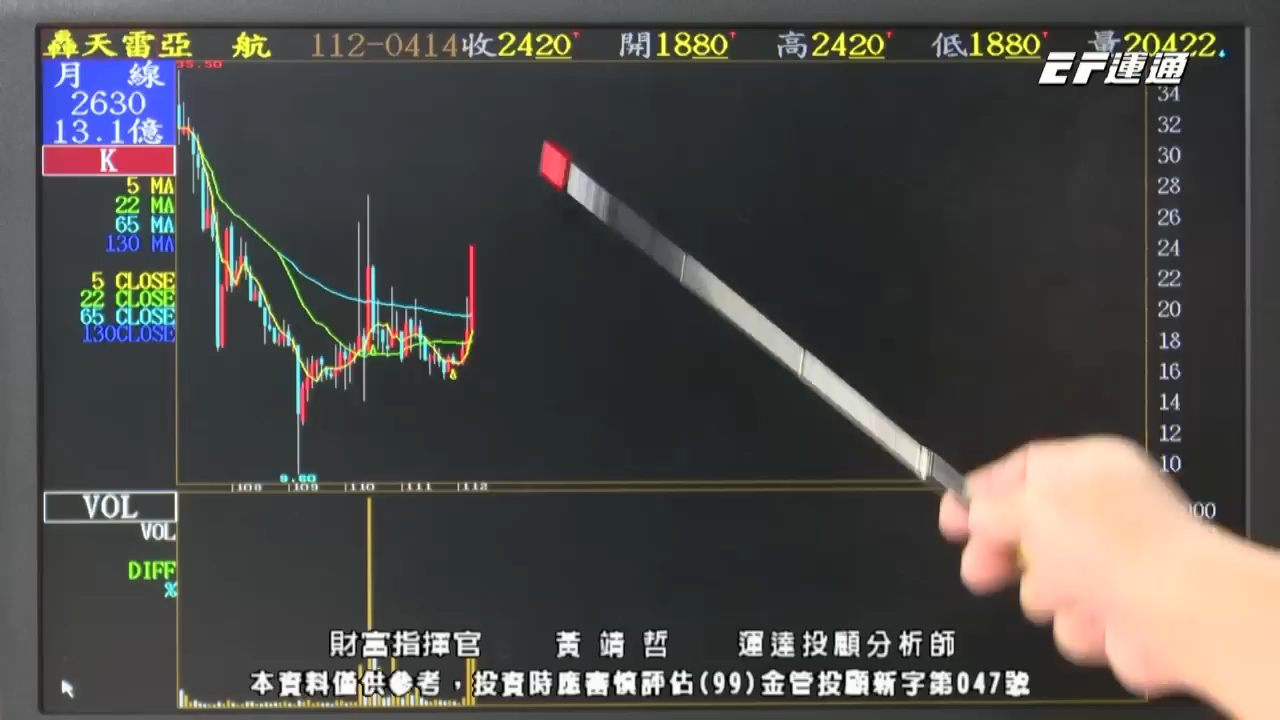 轟天雷亞 航 112-0414 收2420 開1880 高2420 低1880 量20422
EF運通
月 線
2630
13.1億
K
5 MA
22 MA
65 MA
130 MA
5 CLOSE
22 CLOSE
65 CLOSE
130CLOSE
35.50
34
32
30
28
26
24
22
20
18
16
14
12
10
9.60
108 109 110 111 112
VOL
VOL
DIFF
%
財富指揮官 黃靖哲 運達投顧分析師
本資料僅供參考，投資時應審慎評估(99)金管投顧新字第047號